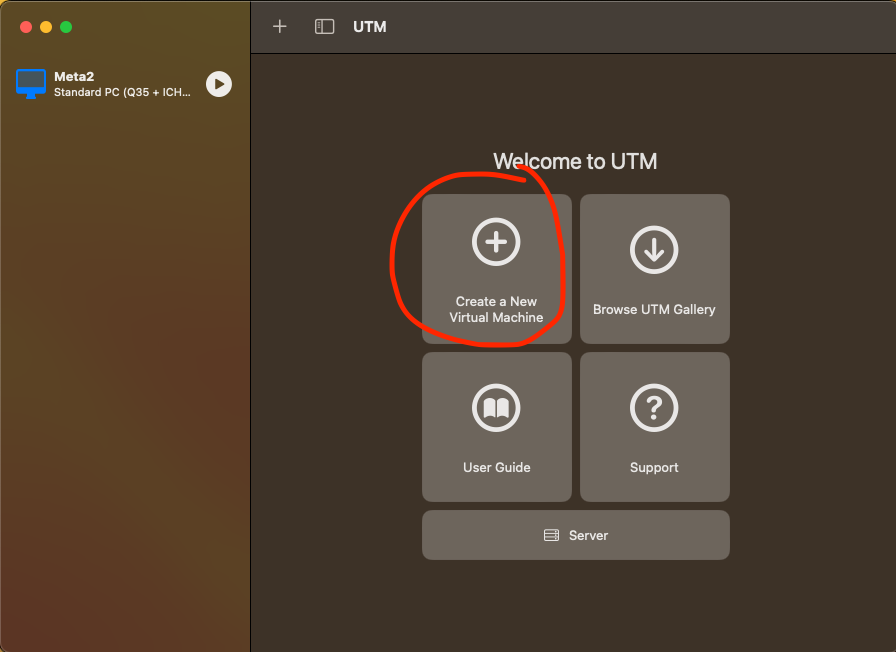 UTM
Meta2
Standard PC (Q35 + ICH...
Welcome to UTM
Create a New
Virtual Machine
Browse UTM Gallery
User Guide
Support
Server